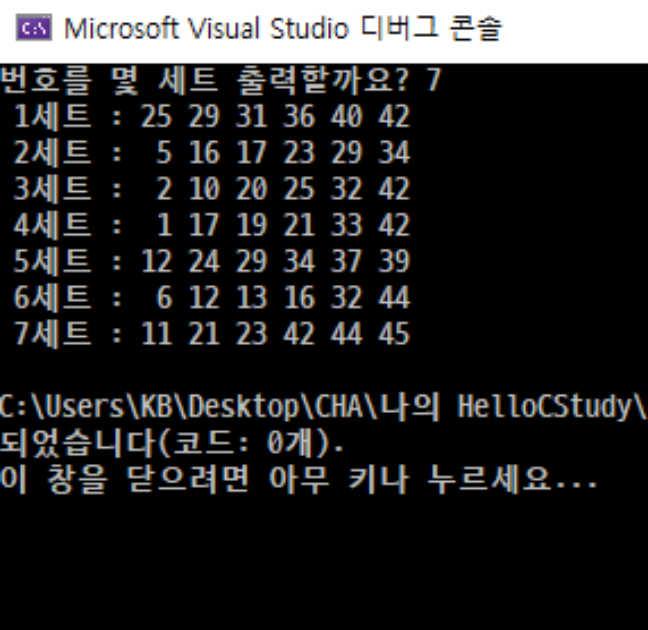 C:\ Microsoft Visual Studio 디버그 콘솔
번호를 몇 세트 출력할까요? 7
1세트 : 25 29 31 36 40 42
2세트 : 5 16 17 23 29 34
3세트 : 2 10 20 25 32 42
4세트 : 1 17 19 21 33 42
5세트 : 12 24 29 34 37 39
6세트 : 6 12 13 16 32 44
7세트 : 11 21 23 42 44 45
C:\Users\KB\Desktop\CHA\나의 HelloCStudy\
되었습니다(코드: 0개).
이 창을 닫으려면 아무 키나 누르세요...